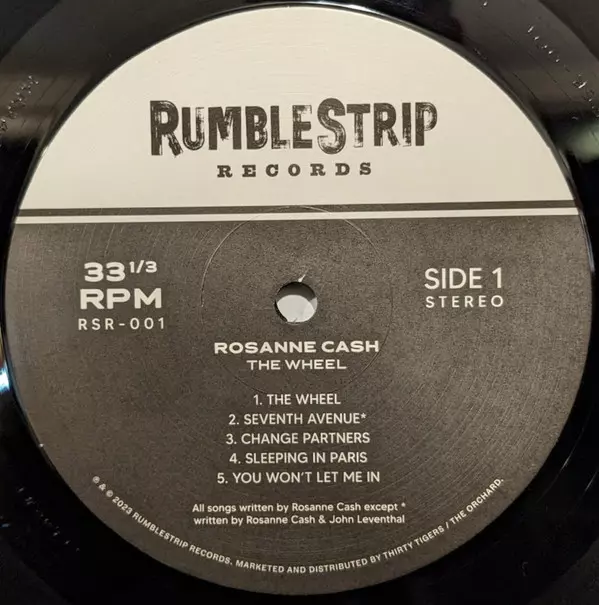 RUMBLESTRIP
RECORDS
33 1/3
RPM
RSR-001
SIDE 1
STEREO
ROSANNE CASH
THE WHEEL
1. THE WHEEL
2. SEVENTH AVENUE*
3. CHANGE PARTNERS
4. SLEEPING IN PARIS
5. YOU WON'T LET ME IN
All songs written by Rosanne Cash except *
written by Rosanne Cash & John Leventhal
℗ & © 2023 RUMBLESTRIP RECORDS. MARKETED AND DISTRIBUTED BY THIRTY TIGERS / THE ORCHARD.